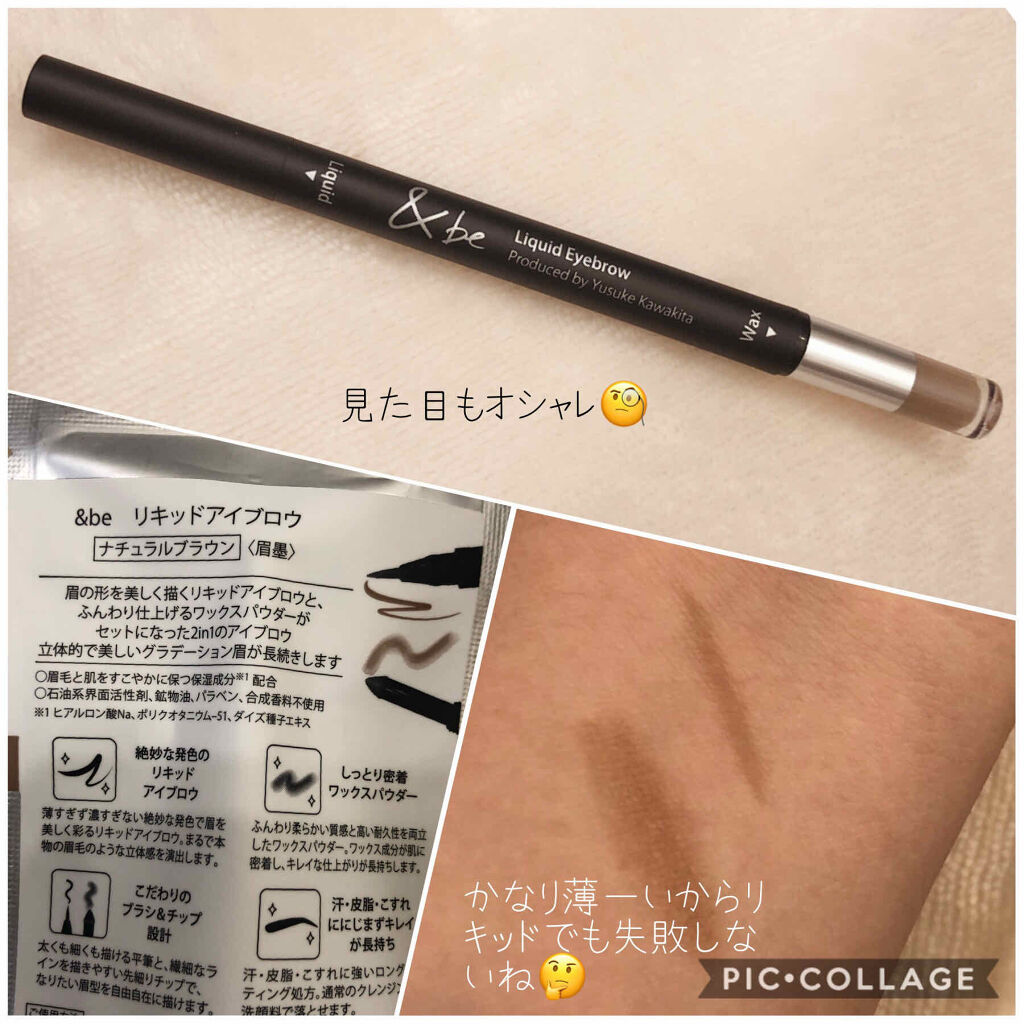 Liquid
&be
Liquid Eyebrow
Produced by Yusuke Kawakita
Wax
見た目もオシャレ🧐
&be リキッドアイブロウ
ナチュラルブラウン〈眉墨〉
眉の形を美しく描くリキッドアイブロウと、
ふんわり仕上げるワックスパウダーが
セットになった2in1のアイブロウ
立体的で美しいグラデーション眉が長続きします
○眉毛と肌をすこやかに保つ保湿成分※1 配合
○石油系界面活性剤、鉱物油、パラベン、合成香料不使用
※1 ヒアルロン酸Na、ポリクオタニウム-51、ダイズ種子エキス
絶妙な発色の
リキッド
アイブロウ
薄すぎず濃すぎない絶妙な発色で眉を
美しく彩るリキッドアイブロウ。まるで本
物の眉毛のような立体感を演出します。
しっとり密着
ワックスパウダー
ふんわり柔らかい質感と高い耐久性を両立
したワックスパウダー。ワックス成分が肌に
密着し、キレイな仕上がりが長持ちします。
こだわりの
ブラシ&チップ
設計
太くも細くも描ける平筆と、繊細なラ
インを描きやすい先細りチップで、
なりたい眉型を自由自在に描けます。
汗・皮脂・こすれ
ににじまずキレイ
が長持ち
汗・皮脂・こすれに強いロング
ティング処方。通常のクレンジン
洗顔料で落とせます。
かなり薄ーいからリ
キッドでも失敗しな
いね🤔
PIC•COLLAGE